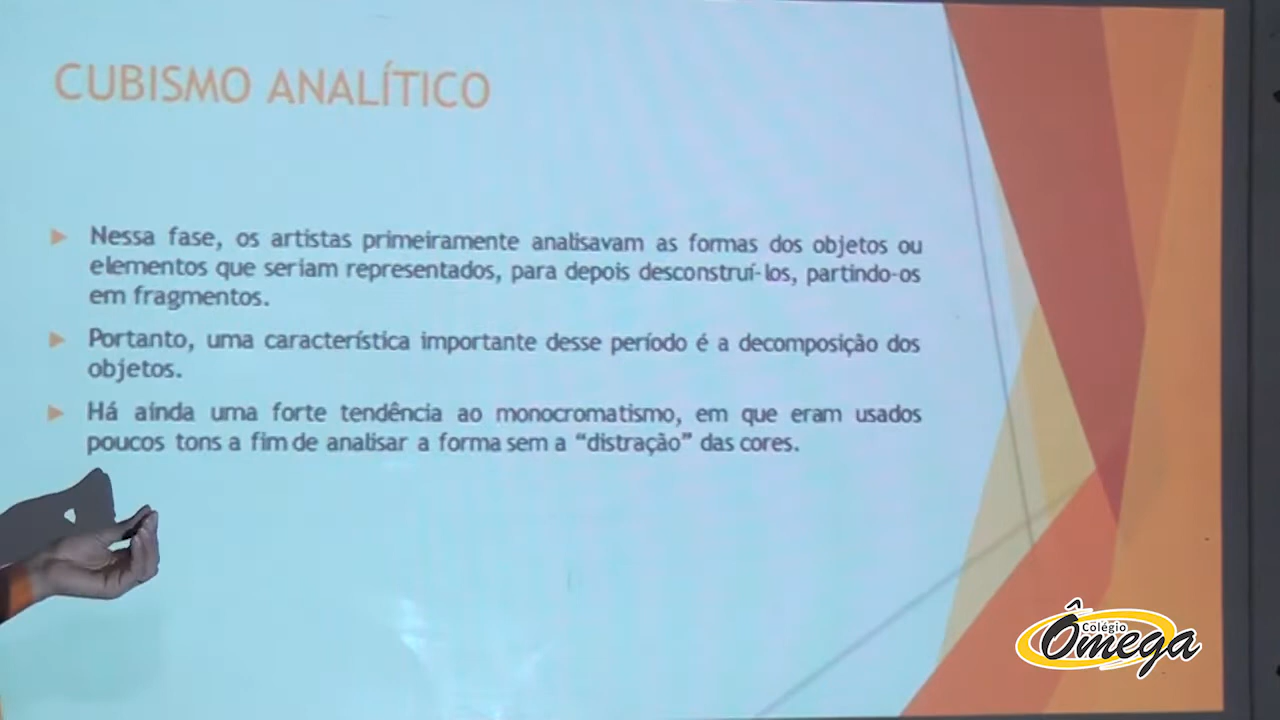 CUBISMO ANALÍTICO
Nessa fase, os artistas primeiramente analisavam as formas dos objetos ou
elementos que seriam representados, para depois desconstruí-los, partindo-os
em fragmentos.
Portanto, uma característica importante desse período é a decomposição dos
objetos.
Há ainda uma forte tendência ao monocromatismo, em que eram usados
poucos tons a fim de analisar a forma sem a “distração” das cores.
Colégio
Ômega